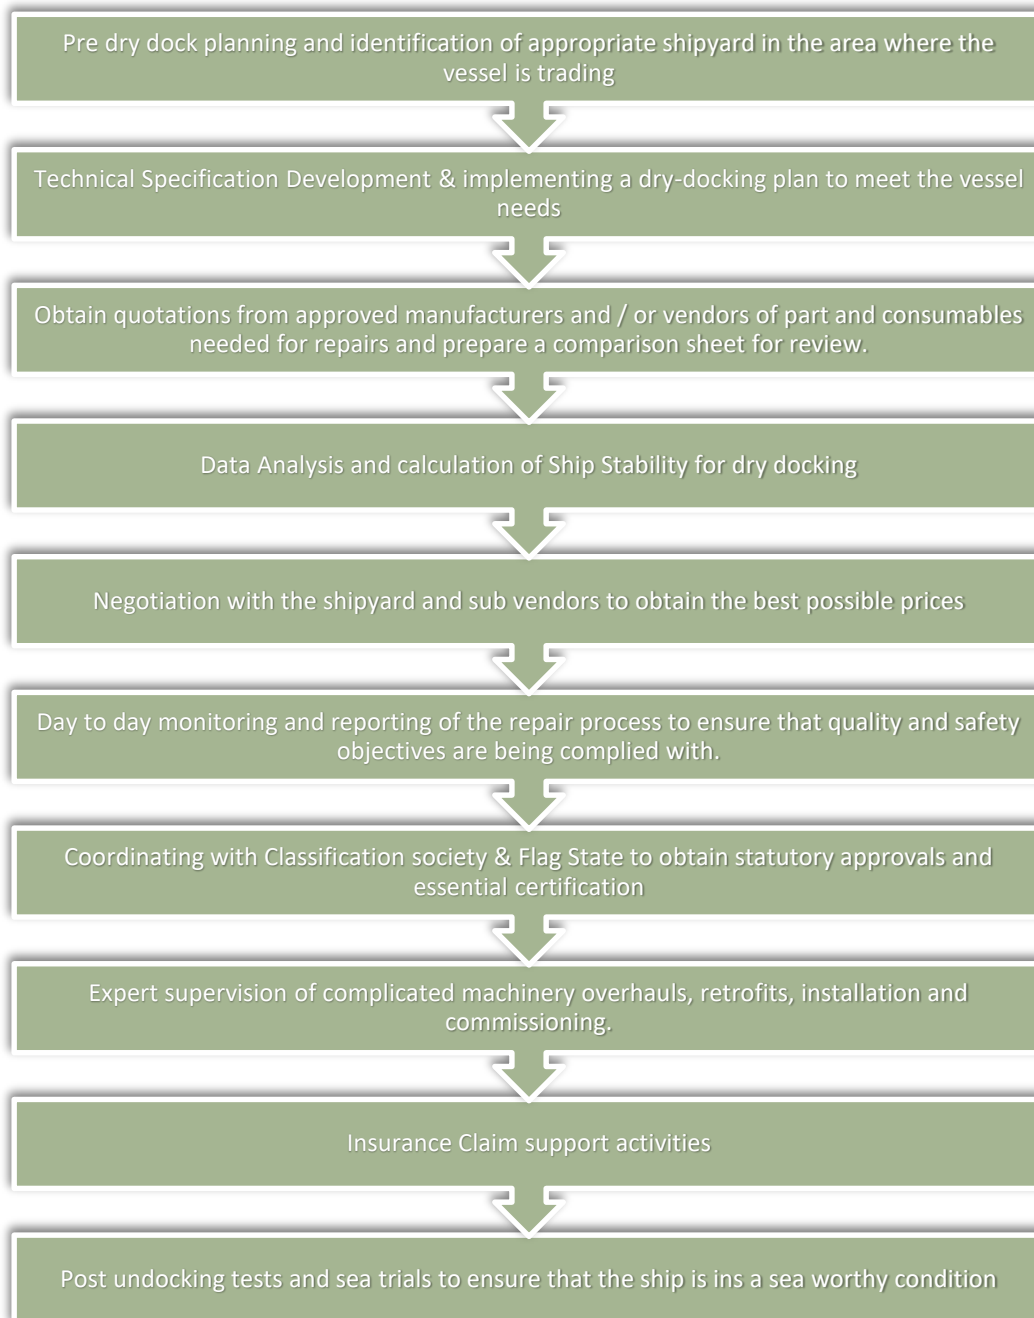 Pre dry dock planning and identification of appropriate shipyard in the area where the
vessel is trading
Technical Specification Development & implementing a dry-docking plan to meet the vessel
needs
Obtain quotations from approved manufacturers and / or vendors of part and consumables
needed for repairs and prepare a comparison sheet for review.
Data Analysis and calculation of Ship Stability for dry docking
Negotiation with the shipyard and sub vendors to obtain the best possible prices
Day to day monitoring and reporting of the repair process to ensure that quality and safety
objectives are being complied with.
Coordinating with Classification society & Flag State to obtain statutory approvals and
essential certification
Expert supervision of complicated machinery overhauls, retrofits, installation and
commissioning.
Insurance Claim support activities
Post undocking tests and sea trials to ensure that the ship is ins a sea worthy condition